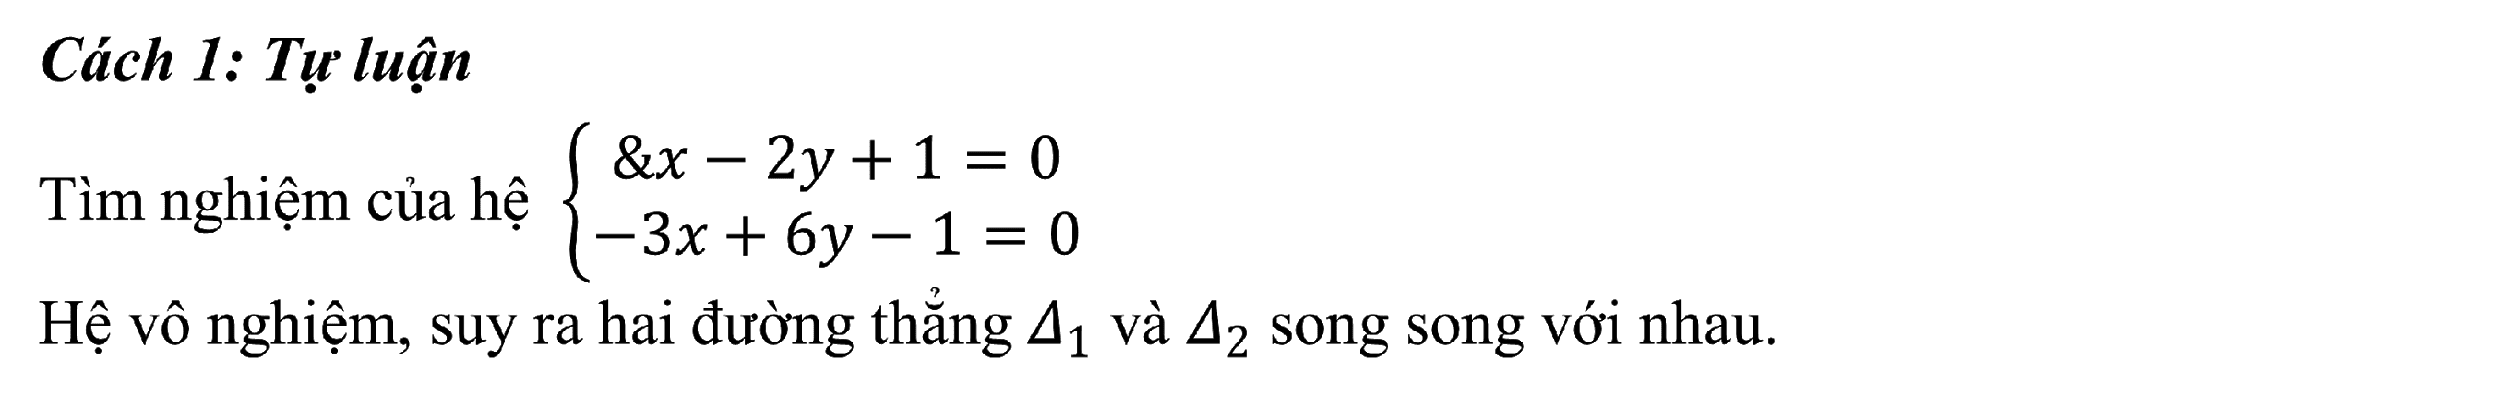 Cách 1: Tự luận
Tìm nghiệm của hệ { &x − 2y + 1 = 0
−3x + 6y − 1 = 0
Hệ vô nghiệm, suy ra hai đường thẳng Δ₁ và Δ₂ song song với nhau.